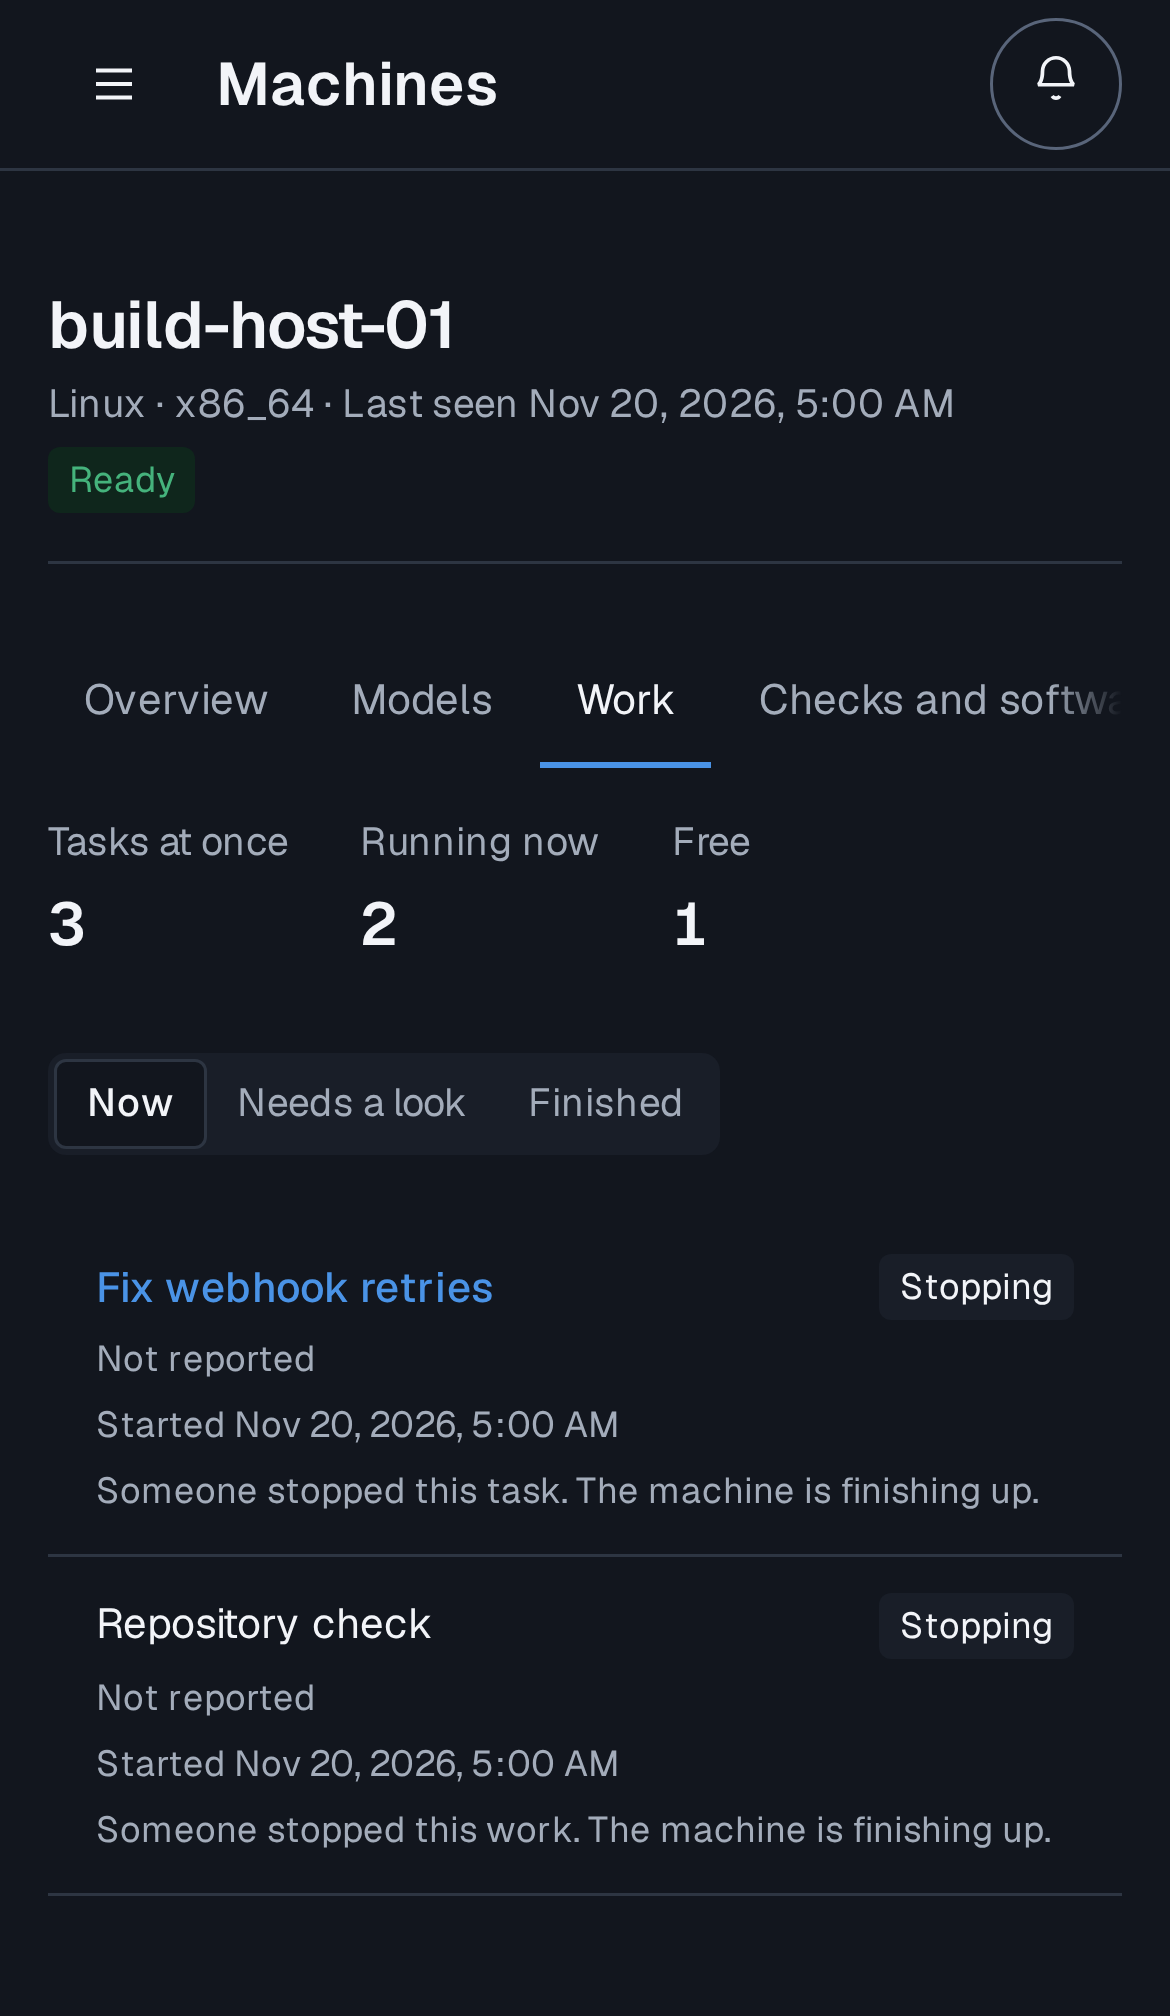 Machines
build-host-01
Linux · x86_64 · Last seen Nov 20, 2026, 5:00 AM
Ready
Overview Models Work Checks and softwa
Tasks at once Running now Free
3 2 1
Now Needs a look Finished
Fix webhook retries Stopping
Not reported
Started Nov 20, 2026, 5:00 AM
Someone stopped this task. The machine is finishing up.
Repository check Stopping
Not reported
Started Nov 20, 2026, 5:00 AM
Someone stopped this work. The machine is finishing up.